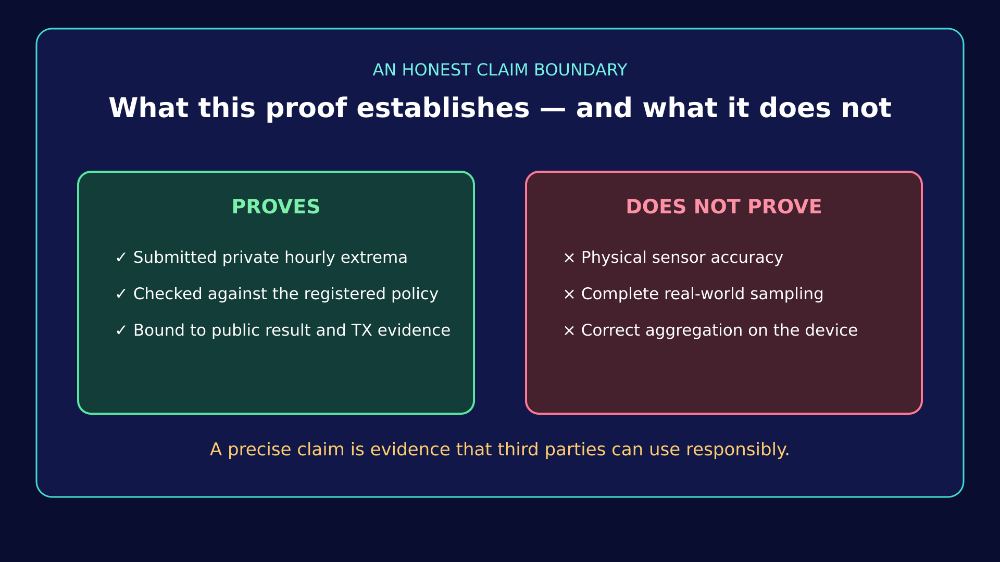 AN HONEST CLAIM BOUNDARY
What this proof establishes — and what it does not
PROVES
✓ Submitted private hourly extrema
✓ Checked against the registered policy
✓ Bound to public result and TX evidence
DOES NOT PROVE
× Physical sensor accuracy
× Complete real-world sampling
× Correct aggregation on the device
A precise claim is evidence that third parties can use responsibly.